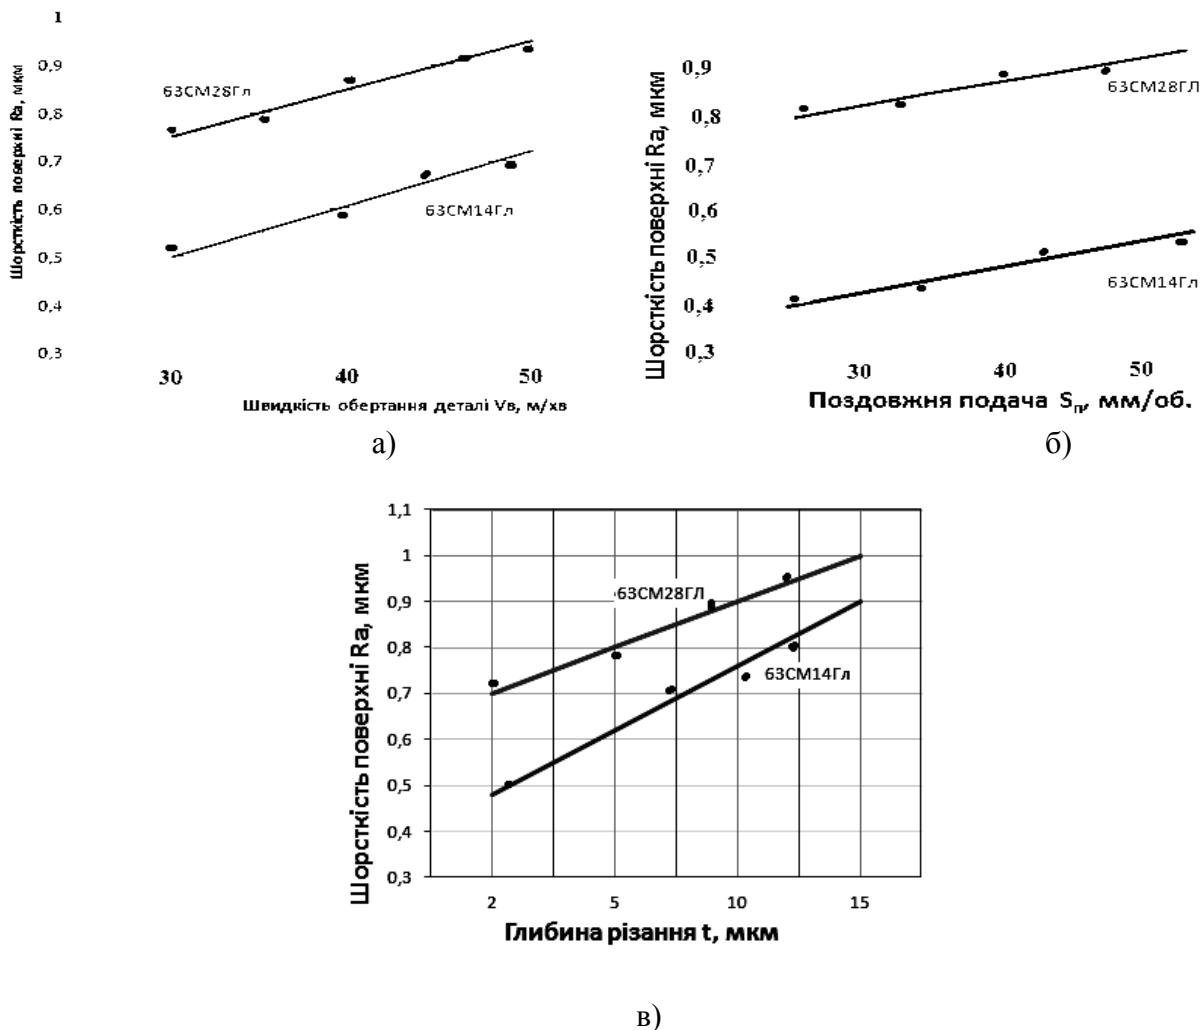 Шорсткість поверхні Ra, мкм
1
0,9
0,8
0,7
0,6
0,5
0,4
0,3
63СМ28Гл
63СМ14Гл
30 40 50
Швидкість обертання деталі Vв, м/хв
а)
Шорсткість поверхні Ra, мкм
0,9
0,8
0,7
0,6
0,5
0,4
0,3
63СМ28ГЛ
63СМ14Гл
30 40 50
Поздовжня подача Sп, мм/об.
б)
Шорсткість поверхні Ra, мкм
1,1
1
0,9
0,8
0,7
0,6
0,5
0,4
0,3
63СМ28ГЛ
63СМ14Гл
2 5 10 15
Глибина різання t, мкм
в)